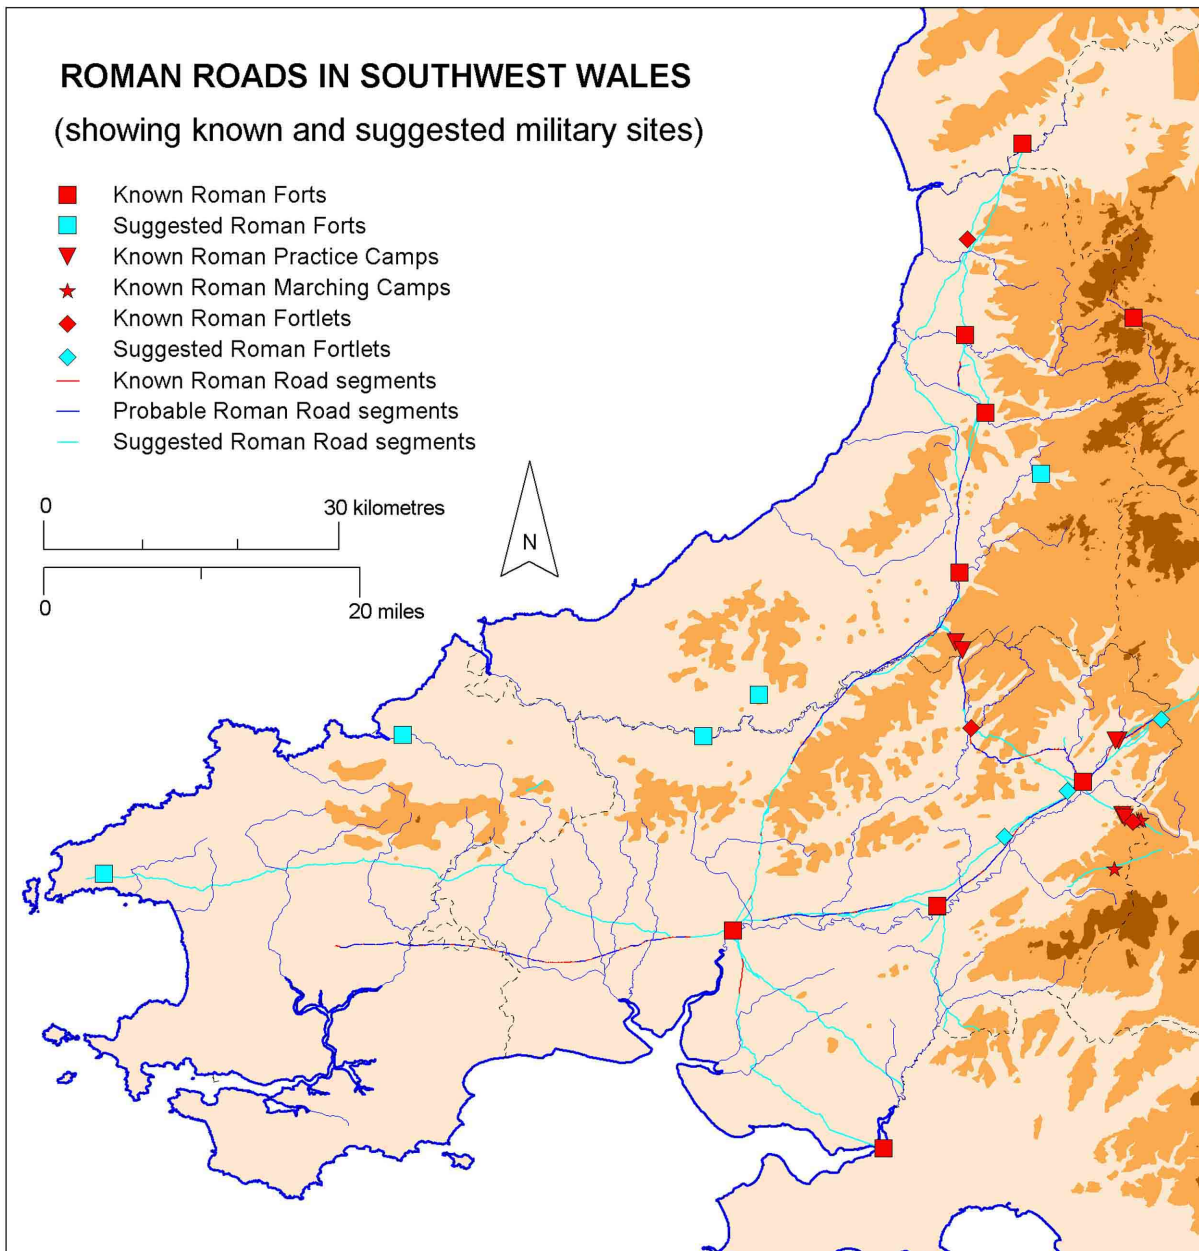 ROMAN ROADS IN SOUTHWEST WALES
(showing known and suggested military sites)
Known Roman Forts
Suggested Roman Forts
Known Roman Practice Camps
Known Roman Marching Camps
Known Roman Fortlets
Suggested Roman Fortlets
Known Roman Road segments
Probable Roman Road segments
Suggested Roman Road segments
0 30 kilometres
N
0 20 miles